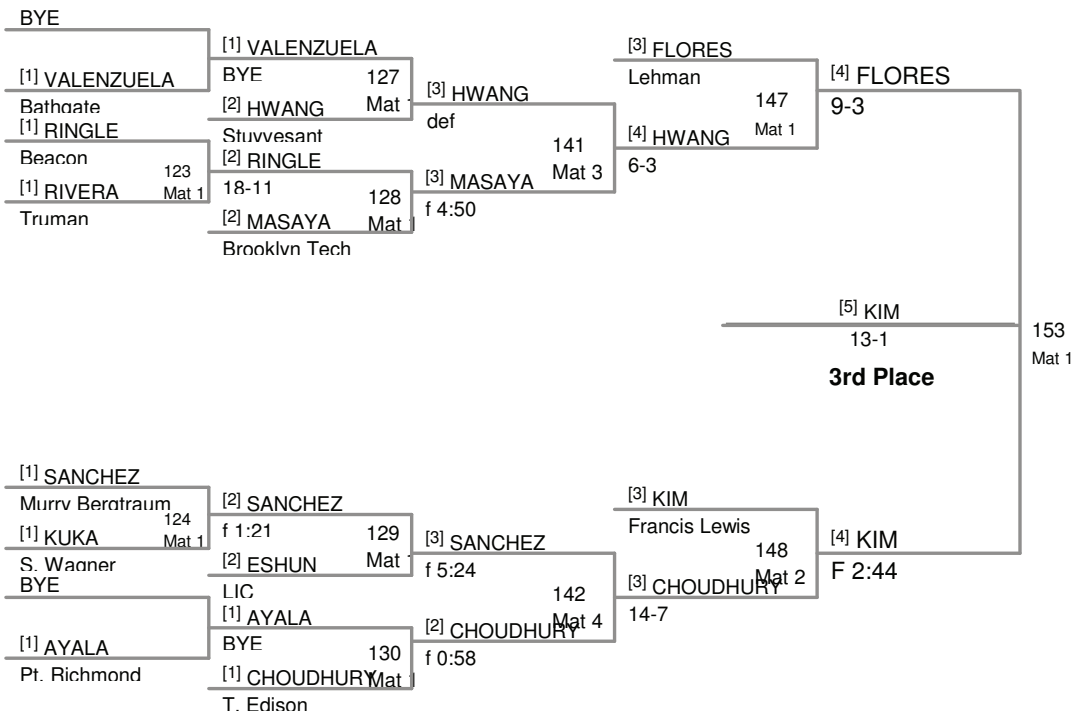 BYE
[1] VALENZUELA
Bathgate
[1] RINGLE
Beacon
[1] RIVERA
Truman
123
Mat 1
[1] VALENZUELA
BYE
[2] HWANG
Stuyvesant
127
Mat 1
[2] RINGLE
18-11
[2] MASAYA
Brooklyn Tech
128
Mat 1
[3] HWANG
def
[3] MASAYA
f 4:50
141
Mat 3
[3] FLORES
Lehman
[4] HWANG
6-3
147
Mat 1
[4] FLORES
9-3
[5] KIM
13-1
3rd Place
153
Mat 1
[1] SANCHEZ
Murry Bergtraum
[1] KUKA
S. Wagner
124
Mat 1
BYE
[1] AYALA
Pt. Richmond
[2] SANCHEZ
f 1:21
[2] ESHUN
LIC
129
Mat 1
[1] AYALA
BYE
[1] CHOUDHURY
T. Edison
130
Mat 1
[3] SANCHEZ
f 5:24
[2] CHOUDHURY
f 0:58
142
Mat 4
[3] KIM
Francis Lewis
[3] CHOUDHURY
14-7
148
Mat 2
[4] KIM
F 2:44